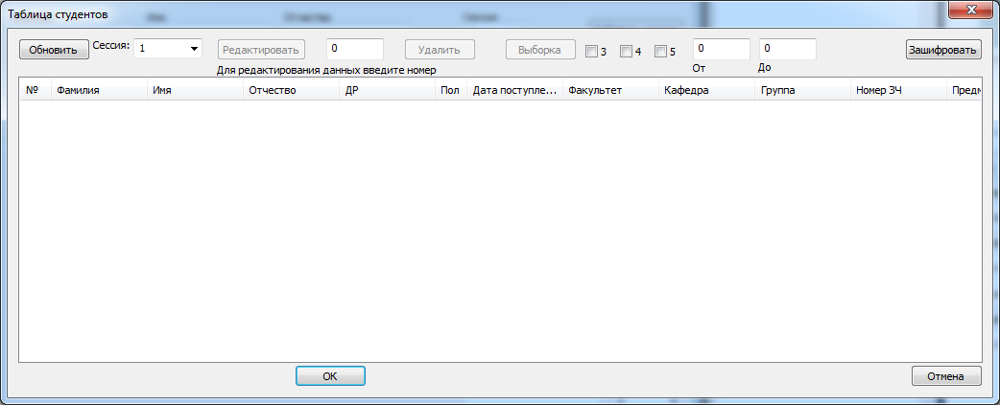 Таблица студентов
Обновить Сессия: 1 Редактировать 0 Удалить Выборка 3 4 5 0 0 Зашифровать
Для редактирования данных введите номер От До
№ Фамилия Имя Отчество ДР Пол Дата поступле... Факультет Кафедра Группа Номер ЗЧ Предм
OK Отмена